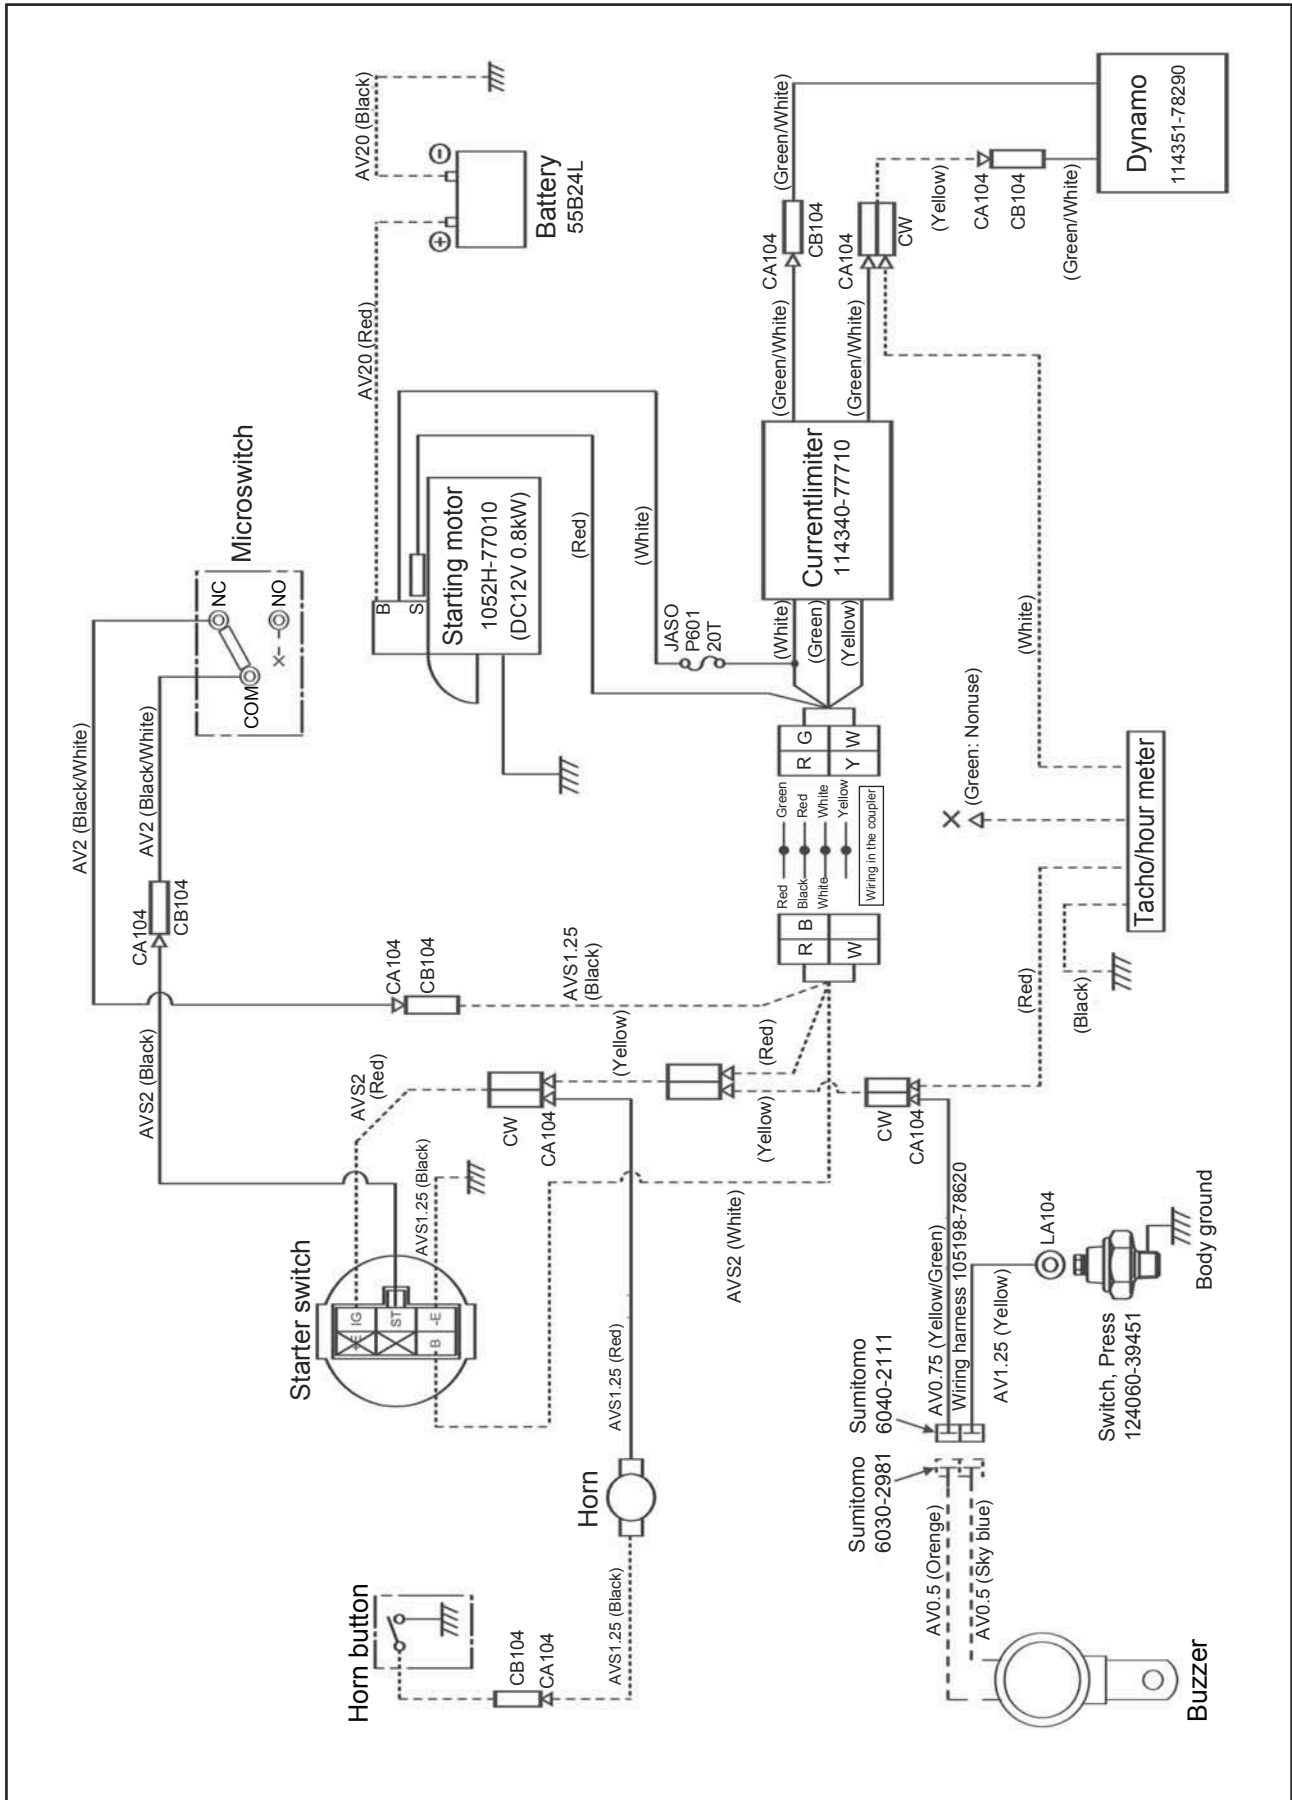 Horn button
CB104
CA104
AVS1.25 (Black)
Horn
AVS1.25 (Red)
Starter switch
+E
IG
ST
B
-E
AVS1.25 (Black)
AVS2
(Red)
AVS2 (Black)
CA104
CB104
AV2 (Black/White)
AV2 (Black/White)
Microswitch
COM
NC
NO
CA104
CB104
AVS1.25
(Black)
CW
CA104
(Yellow)
(Red)
(Yellow)
AVS2 (White)
CW
CA104
Starting motor
1052H-77010
(DC12V 0.8kW)
B
S
AV20 (Red)
AV20 (Black)
Battery
55B24L
(Red)
(White)
JASO
P601
20T
R
B
W
Red
Green
Black
Red
White
White
Yellow
Wiring in the coupler
R
G
Y
W
(White)
(Green)
(Yellow)
Currentlimiter
114340-77710
(Green/White)
(Green/White)
CA104
CB104
CA104
CW
(Green/White)
(Yellow)
CA104
CB104
(Green/White)
Dynamo
114351-78290
(White)
(Green: Nonuse)
Tacho/hour meter
(Red)
(Black)
Buzzer
AV0.5 (Orenge)
AV0.5 (Sky blue)
Sumitomo
6030-2981
Sumitomo
6040-2111
AV0.75 (Yellow/Green)
Wiring harness 105198-78620
AV1.25 (Yellow)
LA104
Switch, Press
124060-39451
Body ground